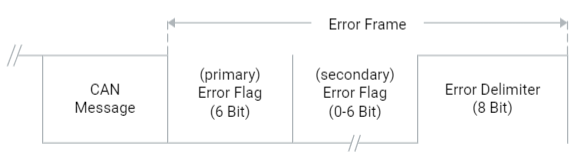 Error Frame
CAN
Message
(primary)
Error Flag
(6 Bit)
(secondary)
Error Flag
(0-6 Bit)
Error Delimiter
(8 Bit)